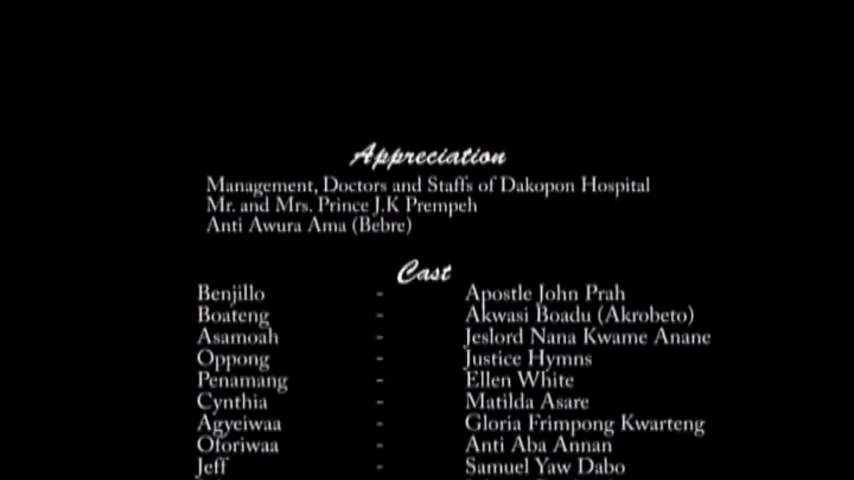 Appreciation
Management, Doctors and Staffs of Dakopon Hospital
Mr. and Mrs. Prince J.K Prempeh
Anti Awura Ama (Bebre)
Cast
Benjillo - Apostle John Prah
Boateng - Akwasi Boadu (Akrobeto)
Asamoah - Jeslord Nana Kwame Anane
Oppong - Justice Hymns
Penamang - Ellen White
Cynthia - Matilda Asare
Agyeiwaa - Gloria Frimpong Kwarteng
Oforiwaa - Anti Aba Annan
Jeff - Samuel Yaw Dabo